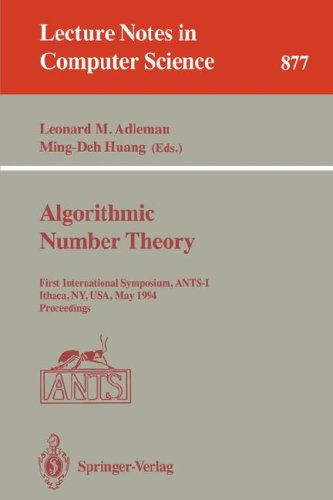 Lecture Notes in
Computer Science 877
Leonard M. Adleman
Ming-Deh Huang (Eds.)
Algorithmic
Number Theory
First International Symposium, ANTS-I
Ithaca, NY, USA, May 1994
Proceedings
ANTS
Springer-Verlag